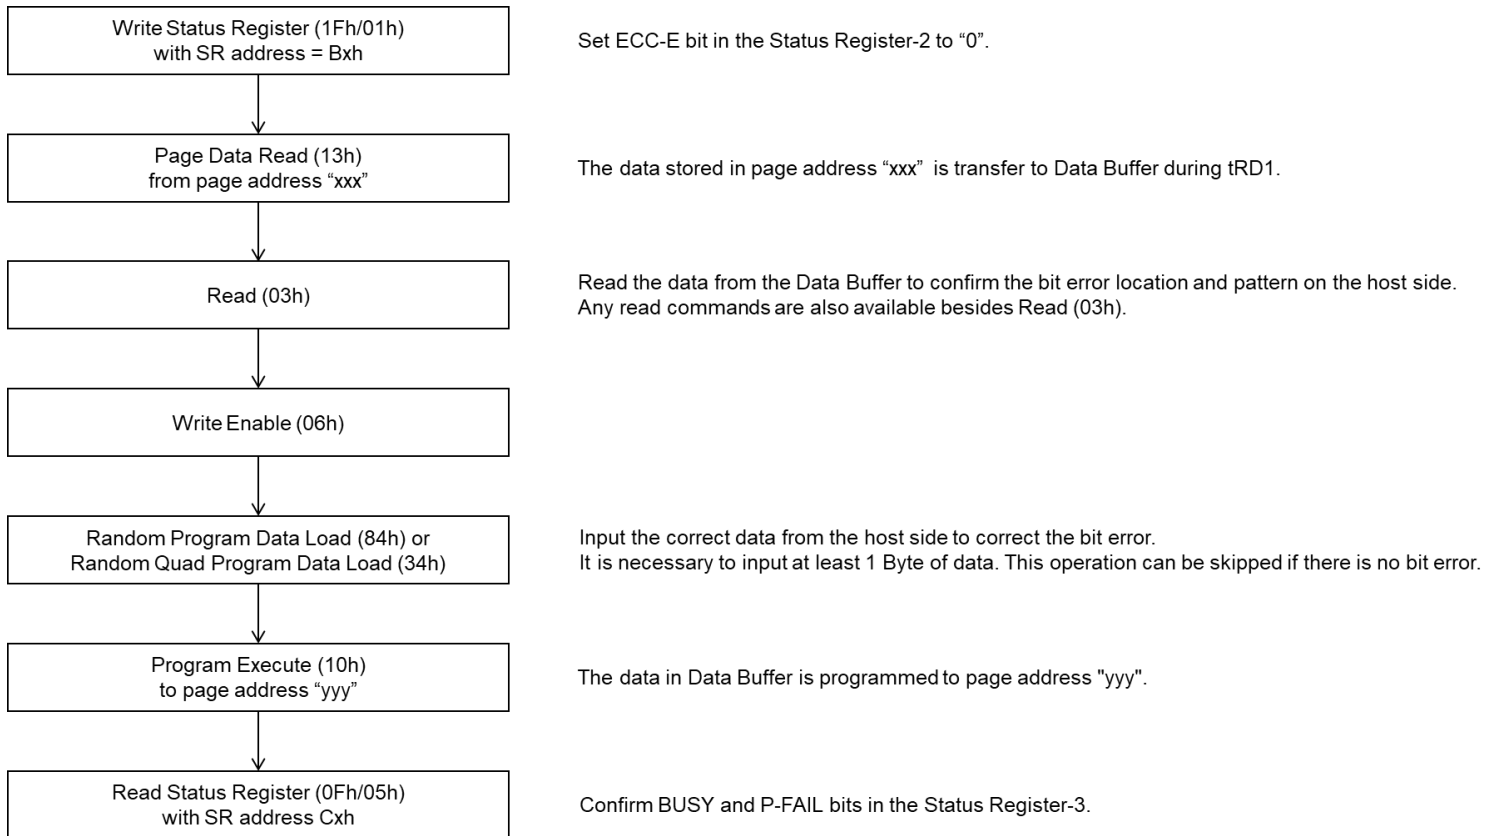 Write Status Register (1Fh/01h)
with SR address = Bxh
Set ECC-E bit in the Status Register-2 to “0”.
Page Data Read (13h)
from page address “xxx”
The data stored in page address “xxx” is transfer to Data Buffer during tRD1.
Read (03h)
Read the data from the Data Buffer to confirm the bit error location and pattern on the host side.
Any read commands are also available besides Read (03h).
Write Enable (06h)
Random Program Data Load (84h) or
Random Quad Program Data Load (34h)
Input the correct data from the host side to correct the bit error.
It is necessary to input at least 1 Byte of data. This operation can be skipped if there is no bit error.
Program Execute (10h)
to page address “yyy”
The data in Data Buffer is programmed to page address "yyy".
Read Status Register (0Fh/05h)
with SR address Cxh
Confirm BUSY and P-FAIL bits in the Status Register-3.